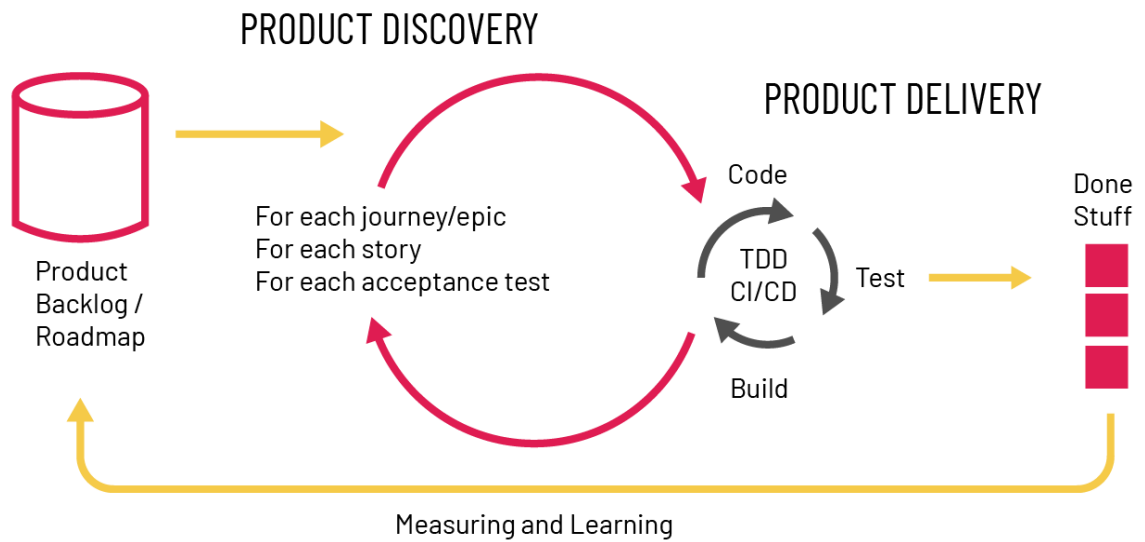 PRODUCT DISCOVERY
PRODUCT DELIVERY
Product
Backlog /
Roadmap
For each journey/epic
For each story
For each acceptance test
Code
TDD
CI/CD
Test
Build
Done
Stuff
Measuring and Learning